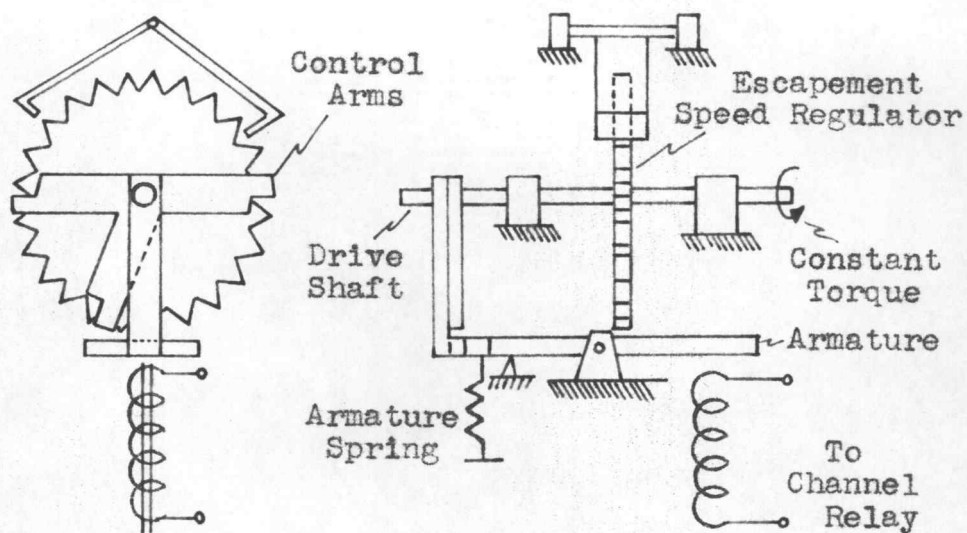 Control
Arms
Escapement
Speed Regulator
Drive
Shaft
Constant
Torque
Armature
Armature
Spring
To
Channel
Relay